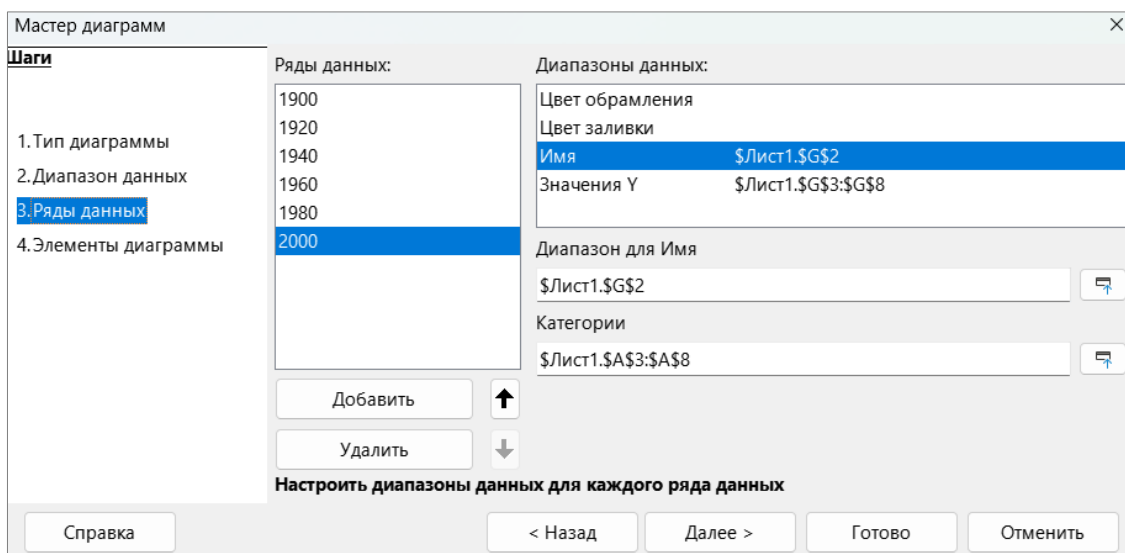 Мастер диаграмм
Шаги
1.Тип диаграммы
2.Диапазон данных
3.Ряды данных
4.Элементы диаграммы
Ряды данных:
1900
1920
1940
1960
1980
2000
Добавить
Удалить
Диапазоны данных:
Цвет обрамления
Цвет заливки
Имя $Лист1.$G$2
Значения Y $Лист1.$G$3:$G$8
Диапазон для Имя
$Лист1.$G$2
Категории
$Лист1.$A$3:$A$8
Настроить диапазоны данных для каждого ряда данных
Справка
< Назад
Далее >
Готово
Отменить